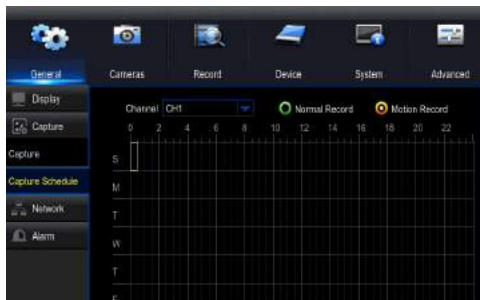 General Cameras Record Device System Advanced
Display
Capture
Capture
Capture Schedule
Network
Alarm
Channel CH1 Normal Record Motion Record
0 2 4 6 8 10 12 14 16 18 20 22
S
M
T
W
T
F